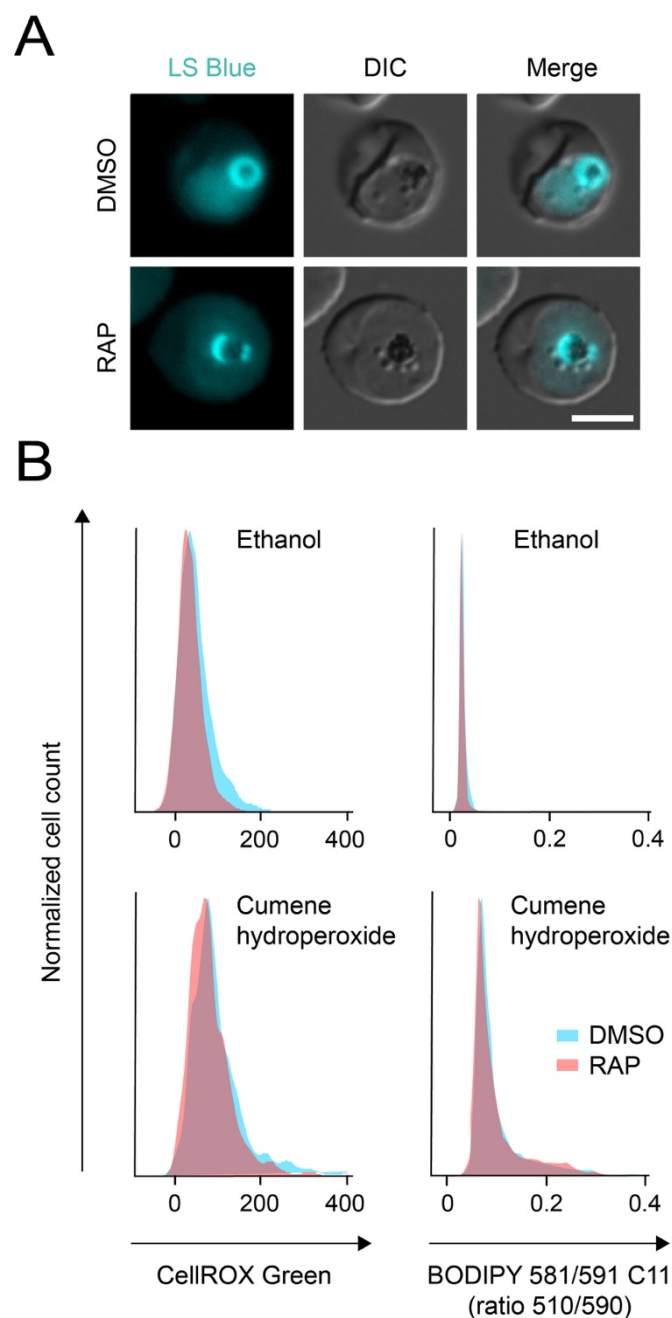 A
LS Blue DIC Merge
DMSO
RAP
B
Normalized cell count
Ethanol Ethanol
0 200 400 0 0.2 0.4
Cumene hydroperoxide Cumene hydroperoxide
DMSO
RAP
0 200 400 0 0.2 0.4
CellROX Green BODIPY 581/591 C11
(ratio 510/590)